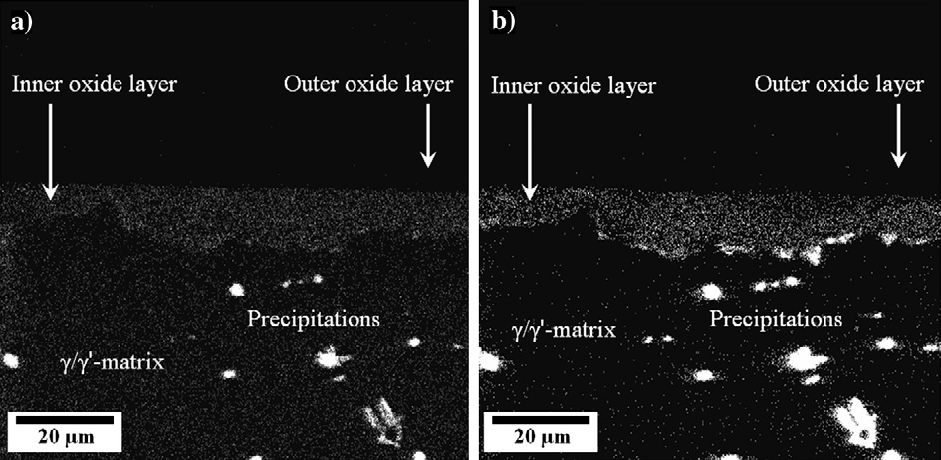 a)
Inner oxide layer
Outer oxide layer
Precipitations
γ/γ'-matrix
20 µm
b)
Inner oxide layer
Outer oxide layer
Precipitations
γ/γ'-matrix
20 µm